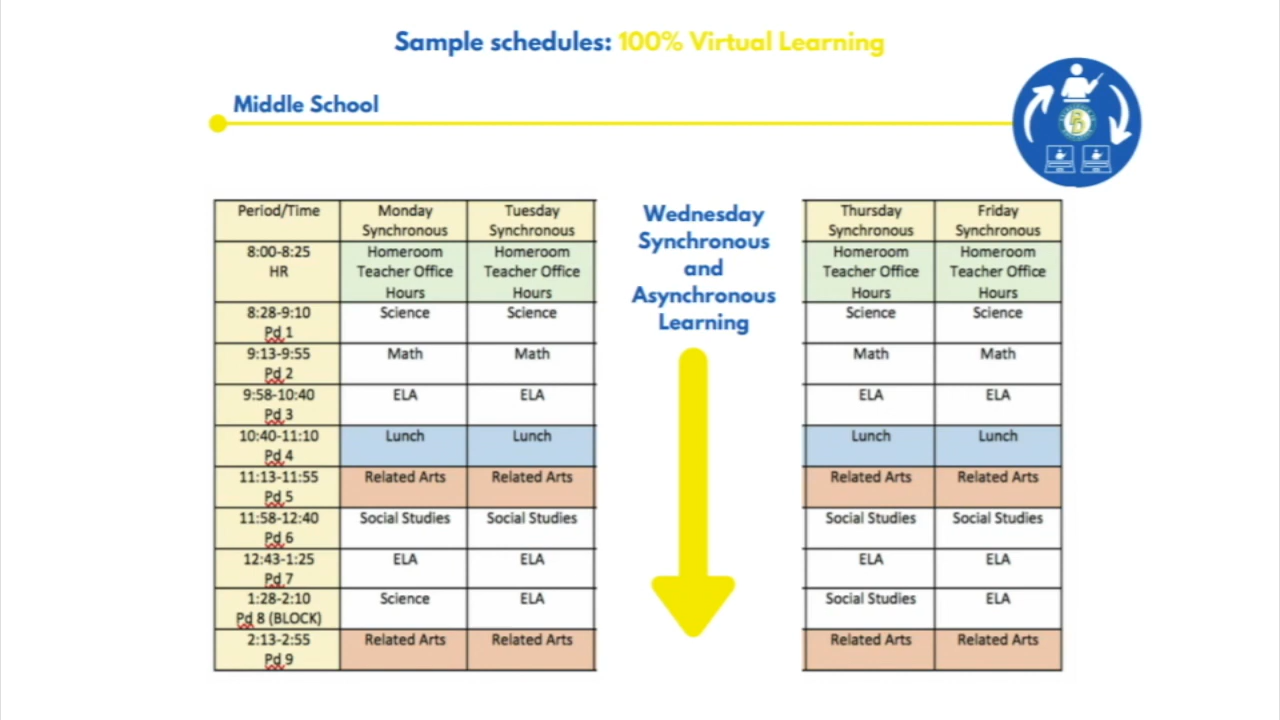 Sample schedules: 100% Virtual Learning
Middle School
Period/Time
Monday
Synchronous
Tuesday
Synchronous
Wednesday
Synchronous
and
Asynchronous
Learning
Thursday
Synchronous
Friday
Synchronous
8:00-8:25
HR
Homeroom
Teacher Office
Hours
Homeroom
Teacher Office
Hours
Homeroom
Teacher Office
Hours
Homeroom
Teacher Office
Hours
8:28-9:10
Pd 1
Science
Science
Science
Science
9:13-9:55
Pd 2
Math
Math
Math
Math
9:58-10:40
Pd 3
ELA
ELA
ELA
ELA
10:40-11:10
Pd 4
Lunch
Lunch
Lunch
Lunch
11:13-11:55
Pd 5
Related Arts
Related Arts
Related Arts
Related Arts
11:58-12:40
Pd 6
Social Studies
Social Studies
Social Studies
Social Studies
12:43-1:25
Pd 7
ELA
ELA
ELA
ELA
1:28-2:10
Pd 8 (BLOCK)
Science
ELA
Social Studies
ELA
2:13-2:55
Pd 9
Related Arts
Related Arts
Related Arts
Related Arts